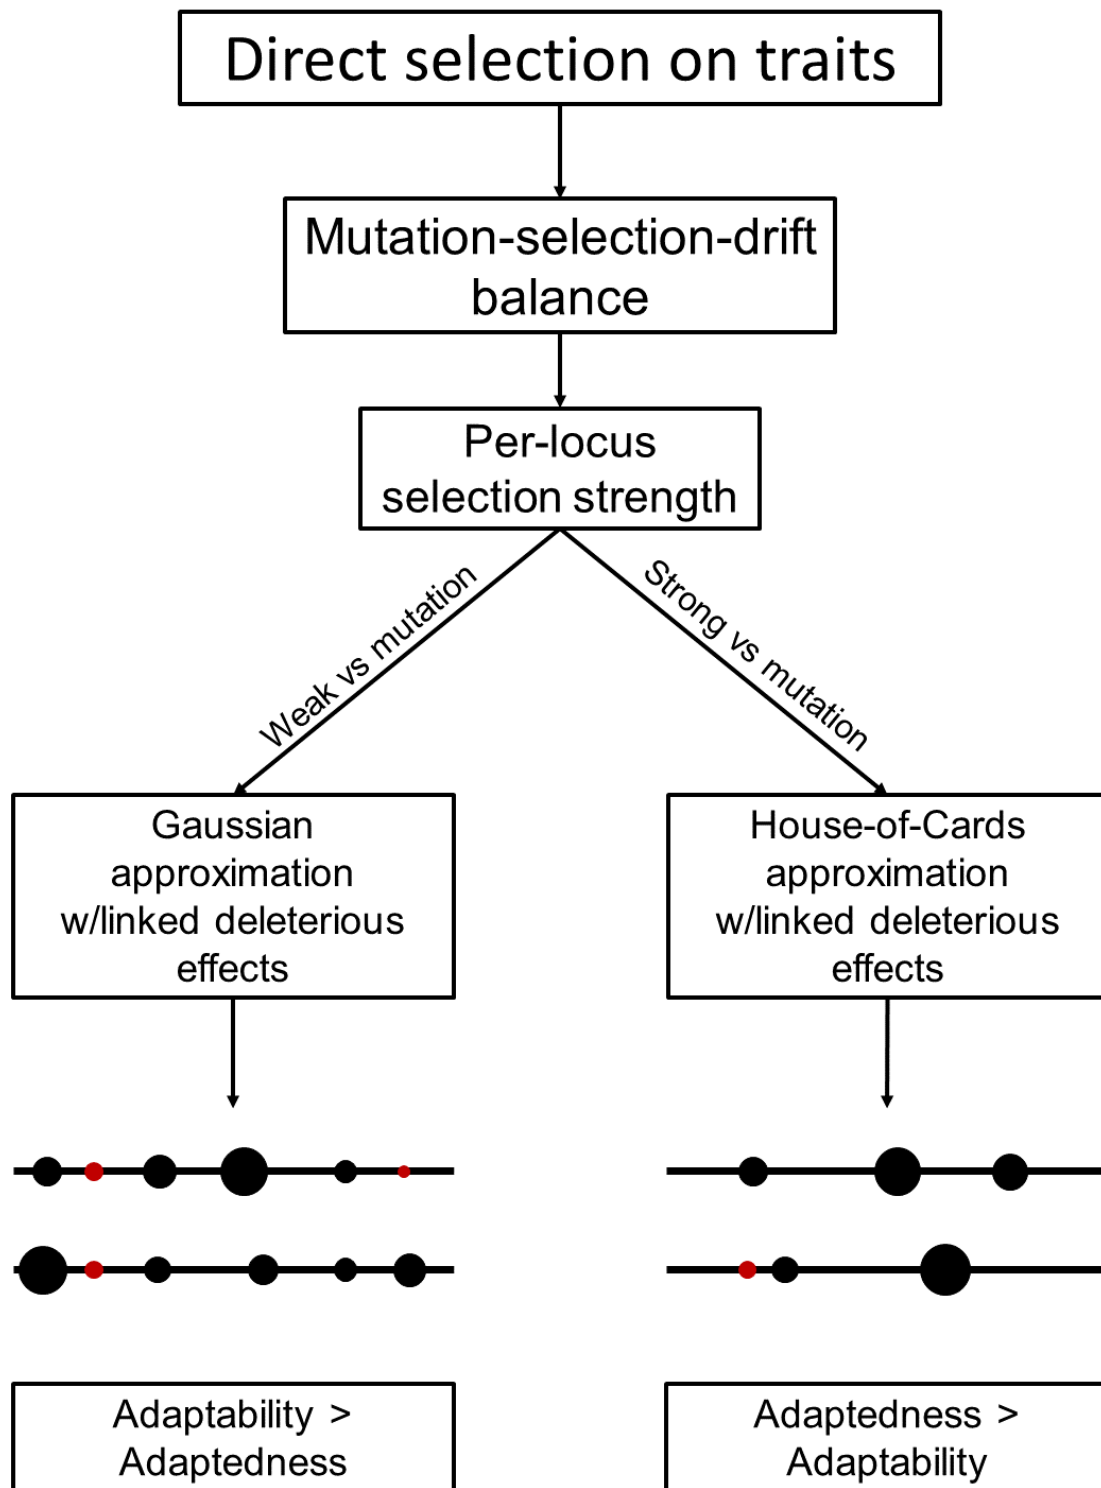 Direct selection on traits
Mutation-selection-drift
balance
Per-locus
selection strength
Weak vs mutation
Strong vs mutation
Gaussian
approximation
w/linked deleterious
effects
House-of-Cards
approximation
w/linked deleterious
effects
Adaptability >
Adaptedness
Adaptedness >
Adaptability